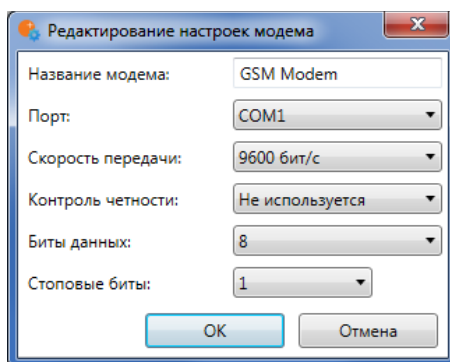 Редактирование настроек модема
Название модема: GSM Modem
Порт: COM1
Скорость передачи: 9600 бит/с
Контроль четности: Не используется
Биты данных: 8
Стоповые биты: 1
OK Отмена